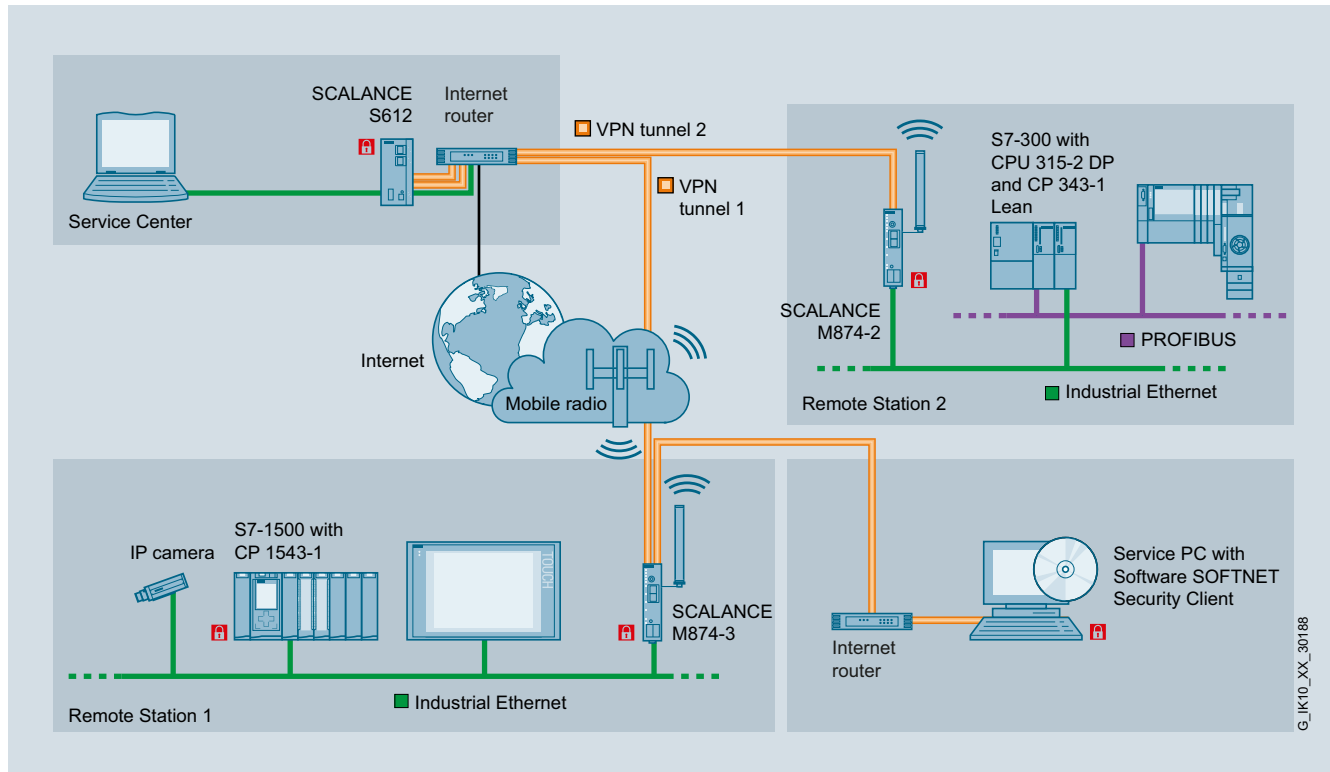 SCALANCE
S612
Internet
router
Service Center
VPN tunnel 2
VPN
tunnel 1
S7-300 with
CPU 315-2 DP
and CP 343-1
Lean
SCALANCE
M874-2
PROFIBUS
Industrial Ethernet
Remote Station 2
Internet
Mobile radio
IP camera
S7-1500 with
CP 1543-1
TOUCH
SCALANCE
M874-3
Industrial Ethernet
Remote Station 1
Internet
router
Service PC with
Software SOFTNET
Security Client
G_IK10_XX_30188